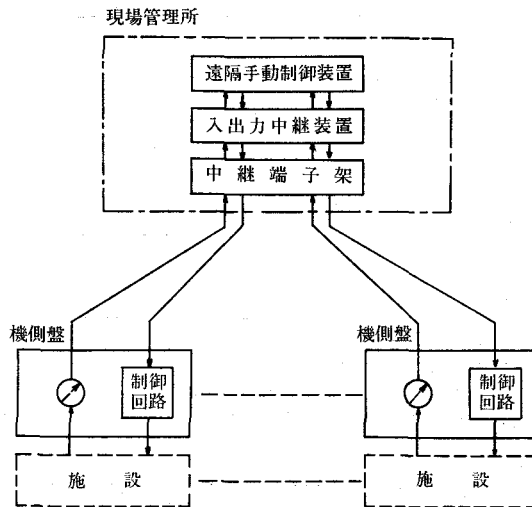 現場管理所
遠隔手動制御装置
入出力中継装置
中継端子架
機側盤
機側盤
制御
回路
制御
回路
施設
施設